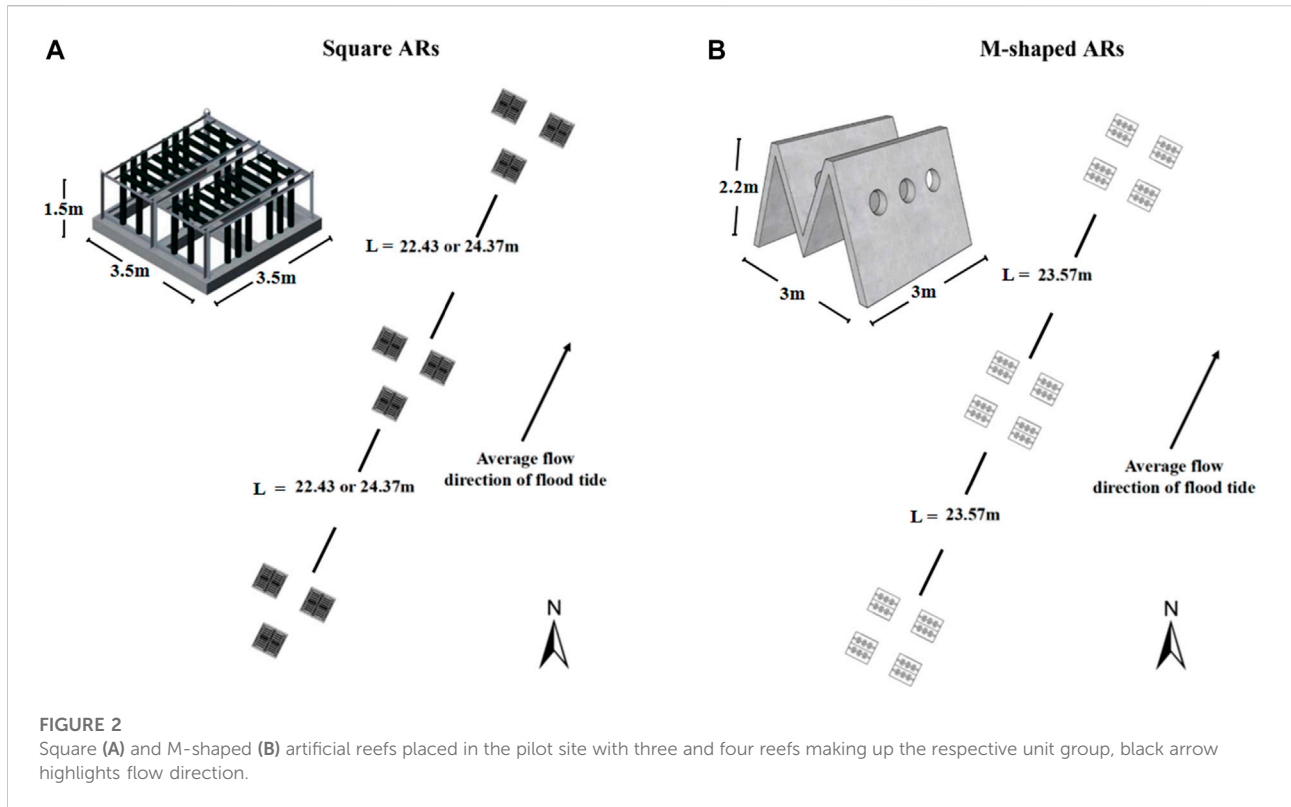 A
Square ARs
1.5m
3.5m
3.5m
L = 22.43 or 24.37m
L = 22.43 or 24.37m
Average flow
direction of flood tide
N
B
M-shaped ARs
2.2m
3m
3m
L = 23.57m
L = 23.57m
Average flow
direction of flood tide
N
FIGURE 2
Square (A) and M-shaped (B) artificial reefs placed in the pilot site with three and four reefs making up the respective unit group, black arrow
highlights flow direction.